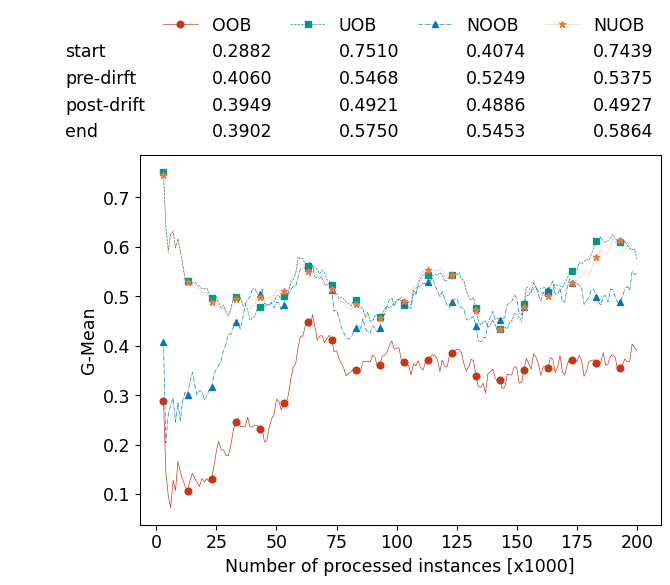 OOB UOB NOOB NUOB
start 0.2882 0.7510 0.4074 0.7439
pre-dirft 0.4060 0.5468 0.5249 0.5375
post-drift 0.3949 0.4921 0.4886 0.4927
end 0.3902 0.5750 0.5453 0.5864
0.7
0.6
0.5
0.4
0.3
0.2
0.1
G-Mean
0 25 50 75 100 125 150 175 200
Number of processed instances [x1000]